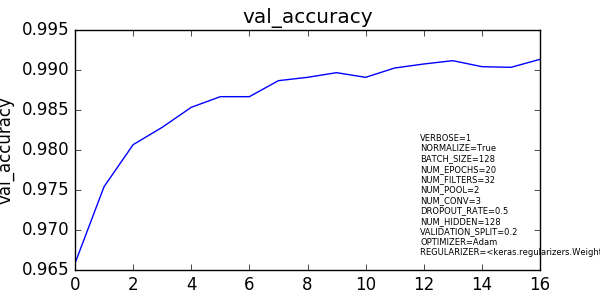 val_accuracy
0.995
0.990
0.985
0.980
0.975
0.970
0.965
val_accuracy
VERBOSE=1
NORMALIZE=True
BATCH_SIZE=128
NUM_EPOCHS=20
NUM_FILTERS=32
NUM_POOL=2
NUM_CONV=3
DROPOUT_RATE=0.5
NUM_HIDDEN=128
VALIDATION_SPLIT=0.2
OPTIMIZER=Adam
REGULARIZER=<keras.regularizers.Weight
0 2 4 6 8 10 12 14 16